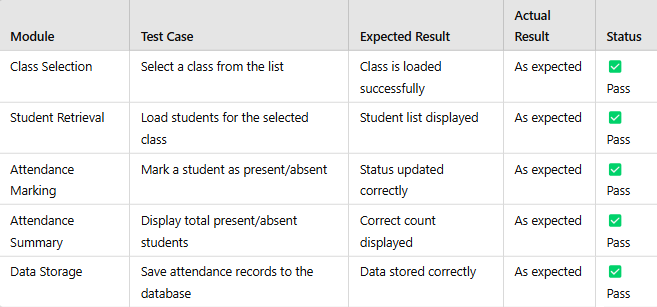 Module Test Case Expected Result Actual Result Status
Class Selection Select a class from the list Class is loaded successfully As expected ✅ Pass
Student Retrieval Load students for the selected class Student list displayed As expected ✅ Pass
Attendance Marking Mark a student as present/absent Status updated correctly As expected ✅ Pass
Attendance Summary Display total present/absent students Correct count displayed As expected ✅ Pass
Data Storage Save attendance records to the database Data stored correctly As expected ✅ Pass